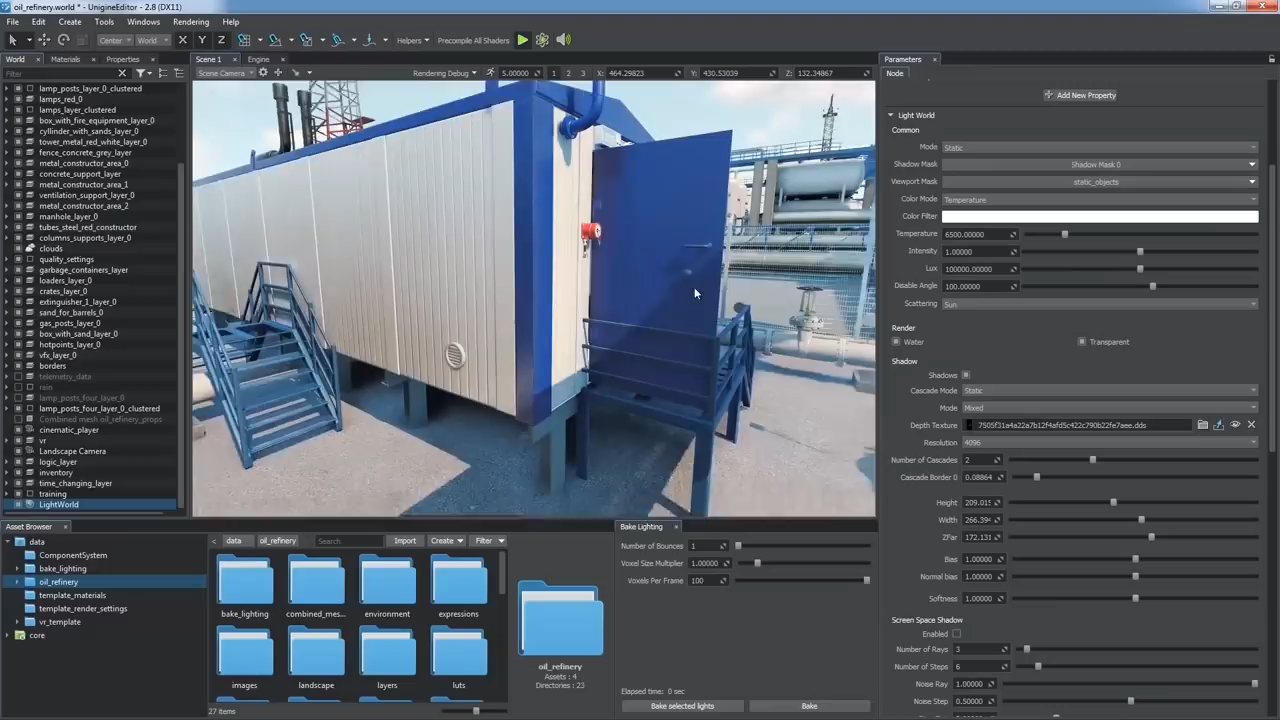 oil_refinery.world * - UnigineEditor - 2.8 (DX11)
File Edit Create Tools Windows Rendering Help
Center World X Y Z Helpers Precompile All Shaders
World Materials Properties
Filter
lamp_posts_layer_0_clustered
lamps_red_0
lamps_layer_clustered
box_with_fire_equipment_layer_0
cyllinder_with_sands_layer_0
tower_metal_red_white_layer_0
fence_concrete_grey_layer
metal_constructor_area_0
concrete_support_layer
metal_constructor_area_1
ventilation_support_layer_0
metal_constructor_area_2
manhole_layer_0
tubes_steel_red_constructor
columns_supports_layer_0
clouds
quality_settings
garbage_containers_layer
loaders_layer_0
crates_layer_0
extinguisher_1_layer_0
sand_for_barrels_0
gas_posts_layer_0
box_with_sand_layer_0
hotpoints_layer_0
vfx_layer_0
borders
telemetry_data
rain
lamp_posts_four_layer_0
lamp_posts_four_layer_0_clustered
Combined mesh oil_refinery_props
cinematic_player
vr
Landscape Camera
logic_layer
inventory
time_changing_layer
training
LightWorld
Scene 1 Engine
Scene Camera Rendering Debug 5.00000 1 2 3 X: 464.29823 Y: 430.53039 Z: 132.34867
Parameters
Node
Add New Property
Light World
Common
Mode Static
Shadow Mask Shadow Mask 0
Viewport Mask static_objects
Color Mode Temperature
Color Filter
Temperature 6500.00000
Intensity 1.00000
Lux 100000.00000
Disable Angle 100.00000
Scattering Sun
Render
Water Transparent
Shadow
Shadows
Cascade Mode Static
Mode Mixed
Depth Texture 7505f31a4a22a7b12f4afd5c422c790b22fe7aee.dds
Resolution 4096
Number of Cascades 2
Cascade Border 0 0.08864
Height 209.015
Width 266.394
ZFar 172.131
Bias 1.00000
Normal bias 1.00000
Softness 1.00000
Screen Space Shadow
Enabled
Number of Rays 3
Number of Steps 6
Noise Ray 1.00000
Noise Step 0.50000
Asset Browser
data
ComponentSystem
bake_lighting
oil_refinery
template_materials
template_render_settings
vr_template
core
< data oil_refinery Search Import Create Filter
bake_lighting combined_mes... environment expressions
images landscape layers luts
27 items
oil_refinery
Assets : 4
Directories : 23
Bake Lighting
Number of Bounces 1
Voxel Size Multiplier 1.00000
Voxels Per Frame 100
Elapsed time: 0 sec
Bake selected lights Bake